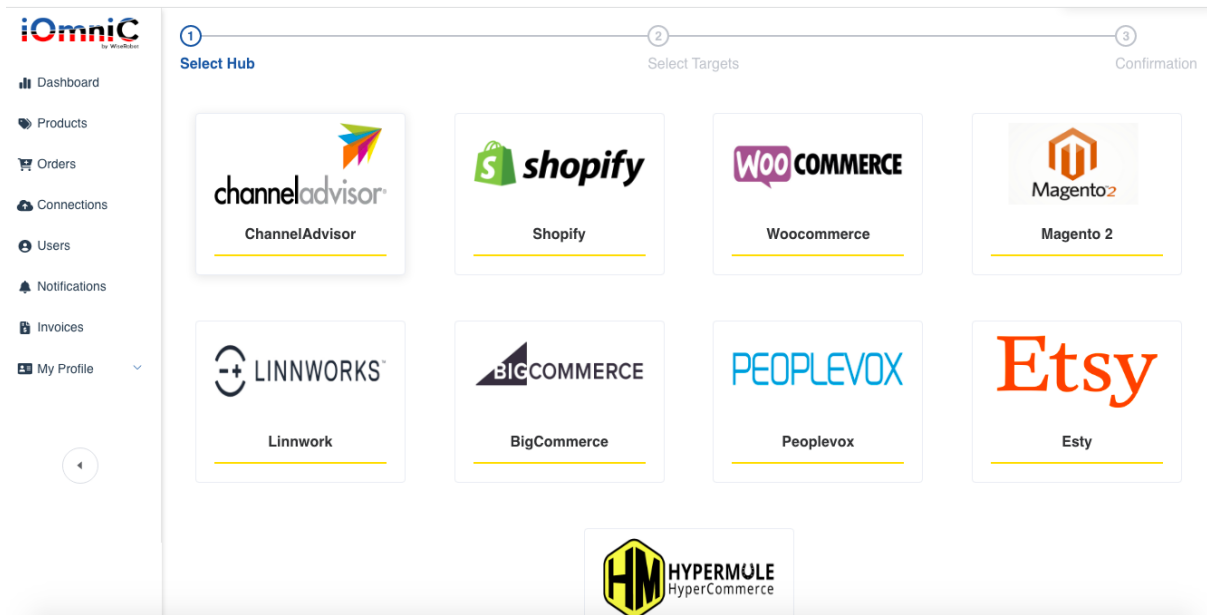 iOmniC
by WiseRobot
Dashboard
Products
Orders
Connections
Users
Notifications
Invoices
My Profile
1
2
3
Select Hub
Select Targets
Confirmation
channeladvisor
ChannelAdvisor
S shopify
Shopify
WOO COMMERCE
Woocommerce
Magento 2
Magento 2
LINNWORKS™
Linnwork
BIGCOMMERCE
BigCommerce
PEOPLEVOX
Peoplevox
Etsy
Esty
HM HYPERMULE
HyperCommerce